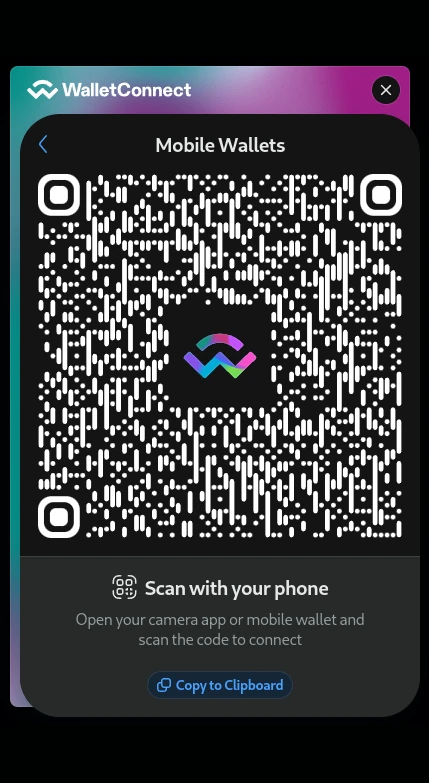 WalletConnect
Mobile Wallets
Scan with your phone
Open your camera app or mobile wallet and
scan the code to connect
Copy to Clipboard